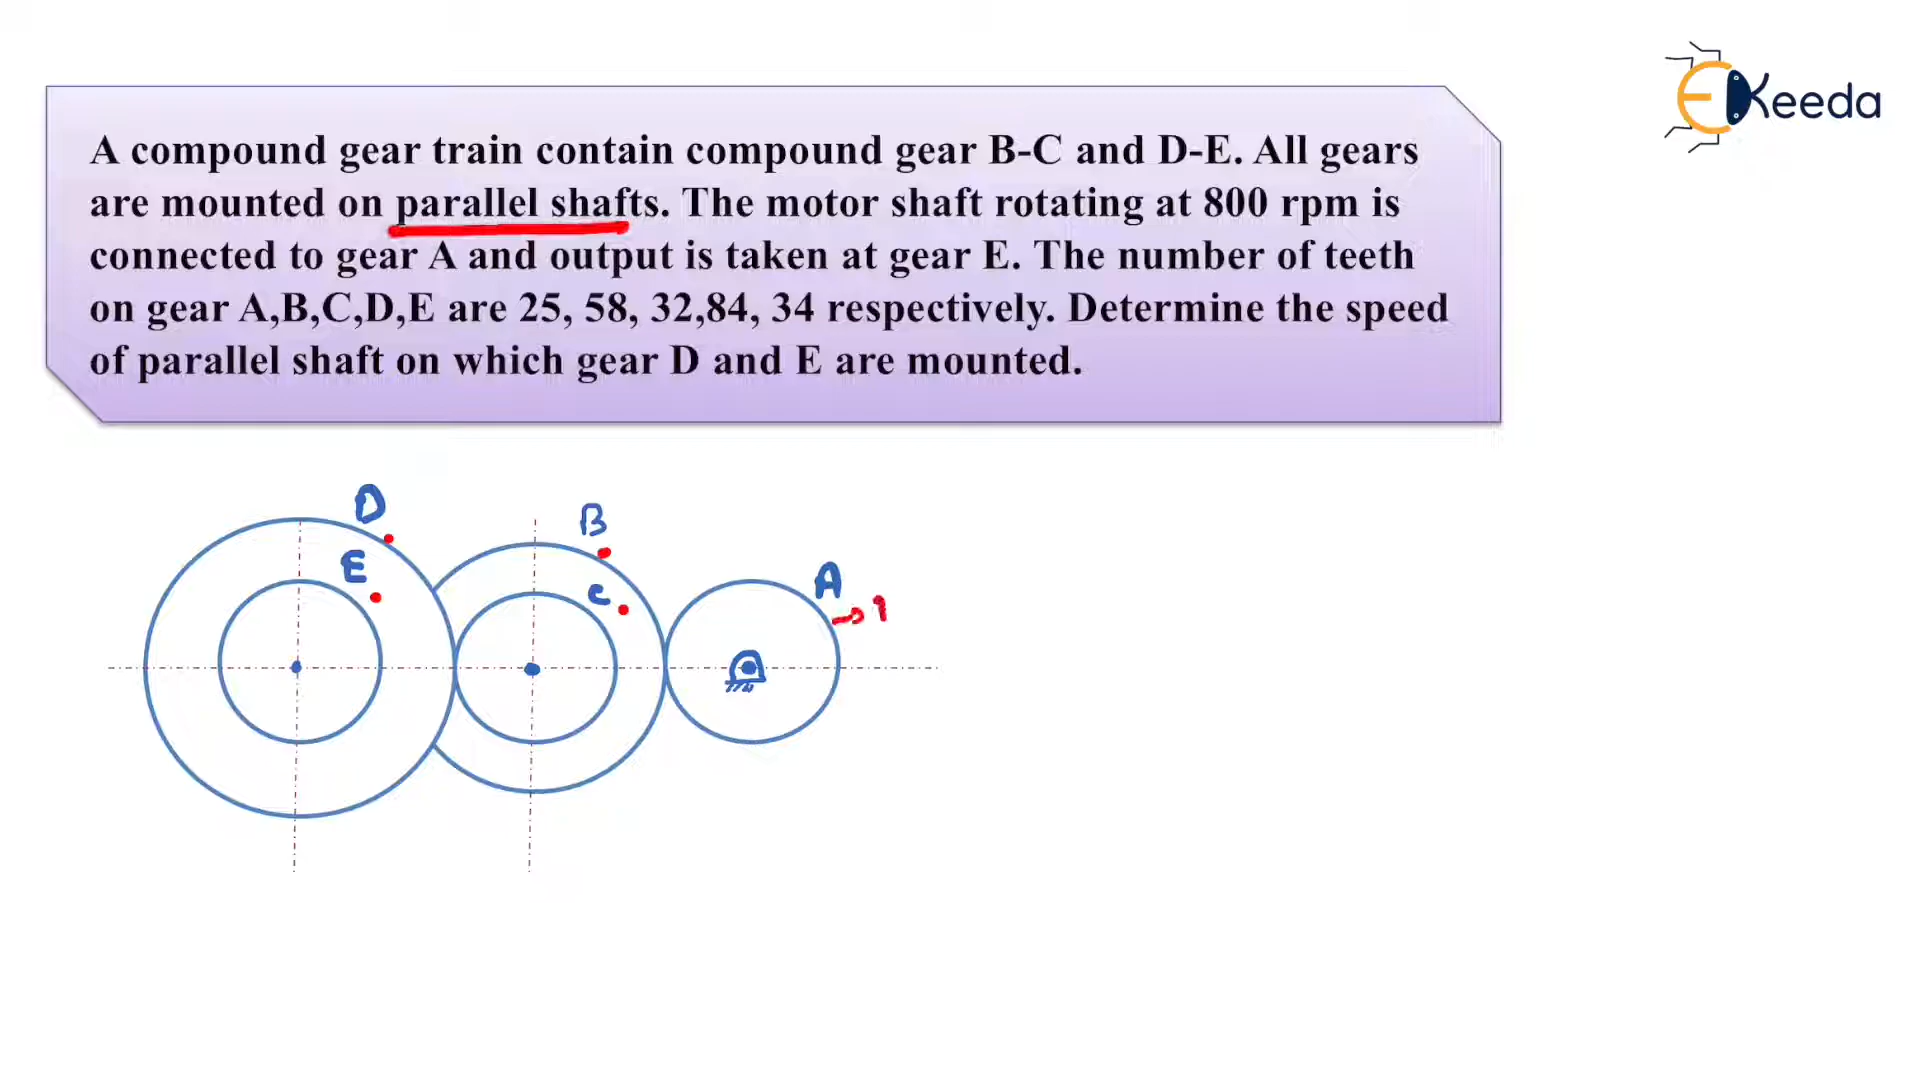 EKeeda
A compound gear train contain compound gear B-C and D-E. All gears
are mounted on parallel shafts. The motor shaft rotating at 800 rpm is
connected to gear A and output is taken at gear E. The number of teeth
on gear A,B,C,D,E are 25, 58, 32,84, 34 respectively. Determine the speed
of parallel shaft on which gear D and E are mounted.
D
B
E
C
A